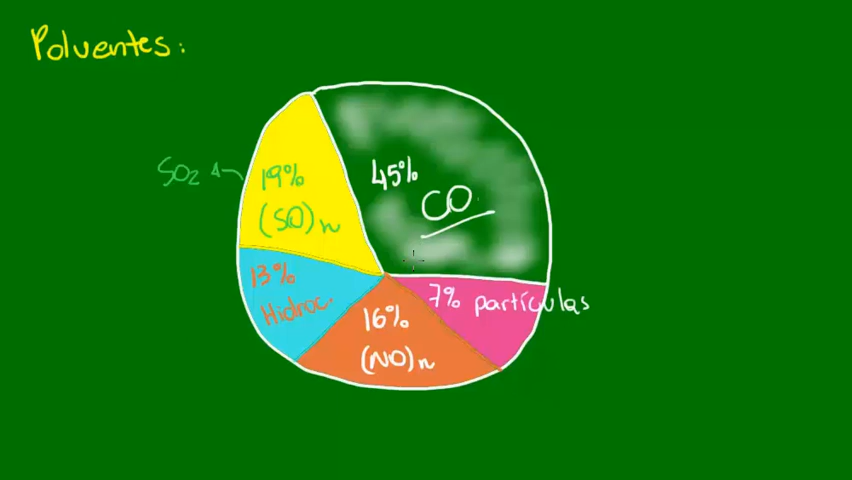 Poluentes:
45%
CO
SO2
19%
(SO)n
13%
Hidroc.
7% partículas
16%
(NO)n